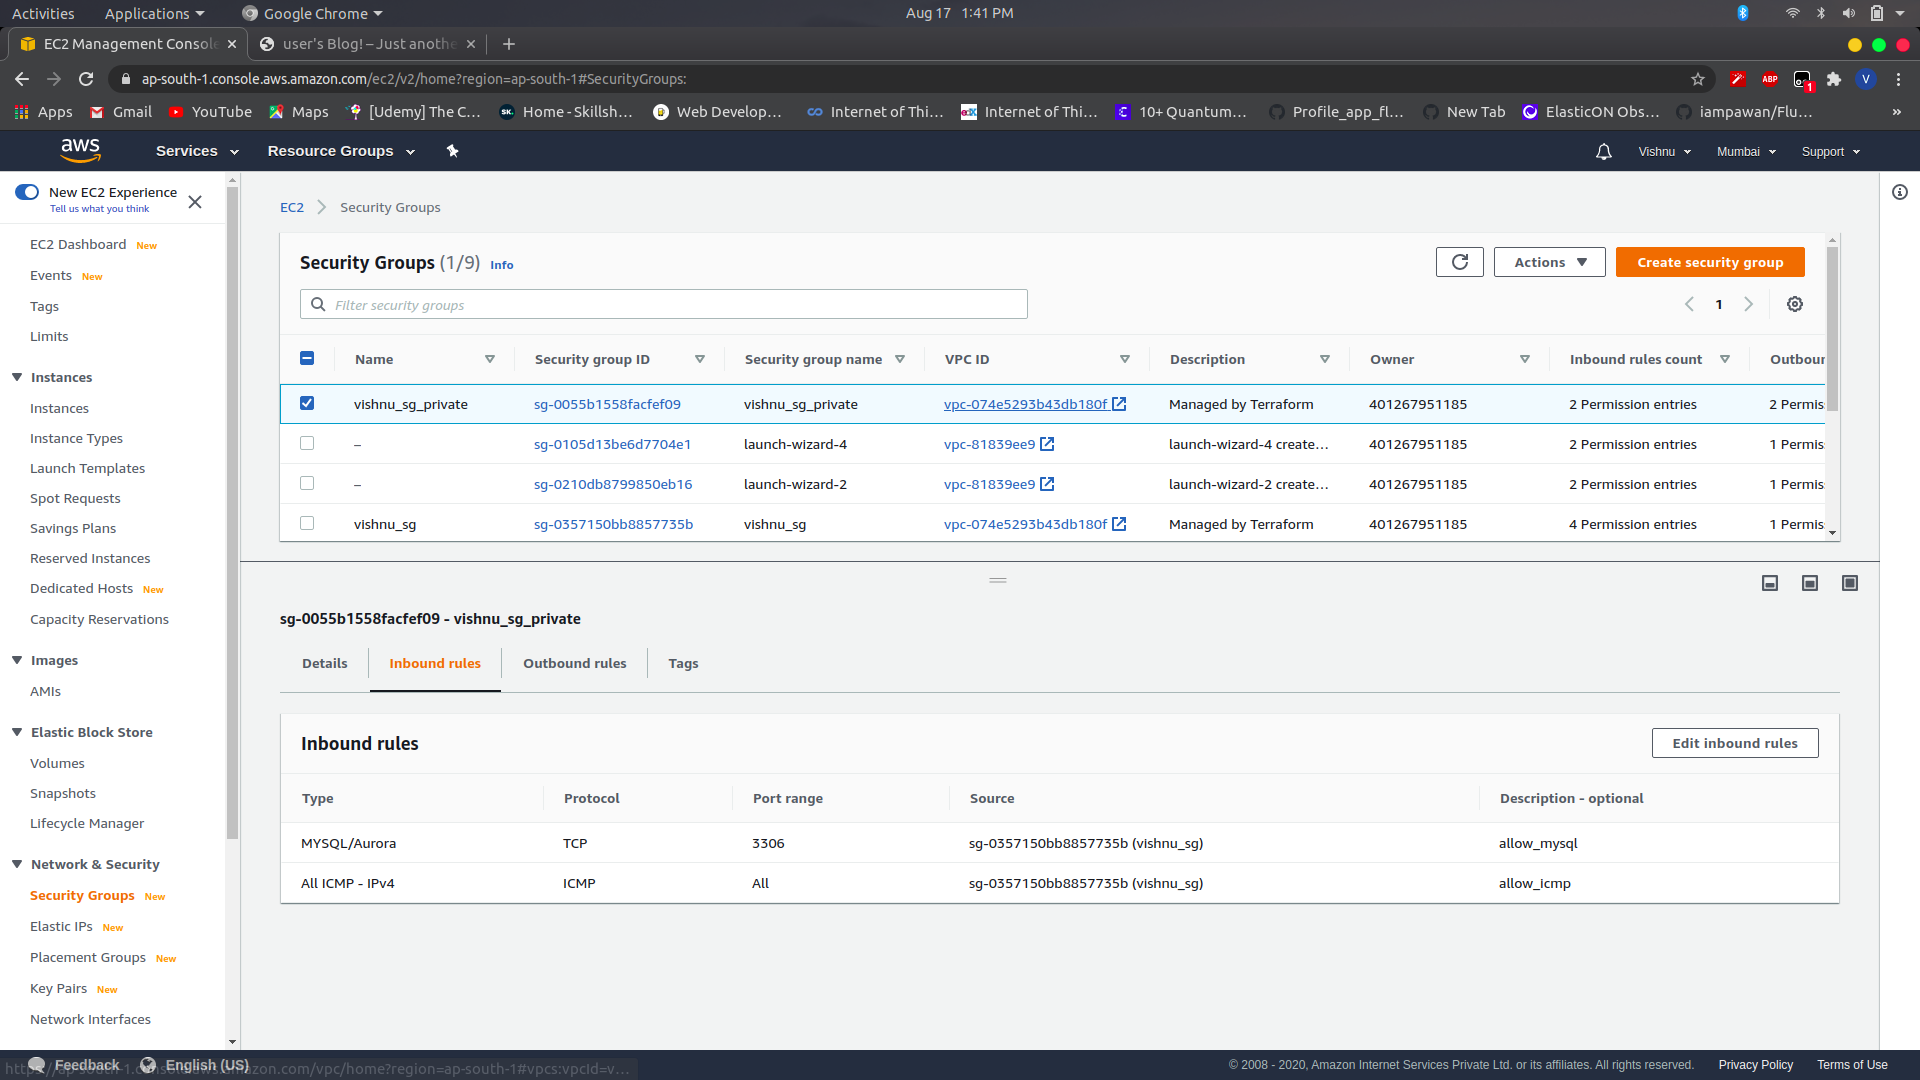 Activities Applications Google Chrome Aug 17 1:41 PM
EC2 Management Console user's Blog! – Just anothe
ap-south-1.console.aws.amazon.com/ec2/v2/home?region=ap-south-1#SecurityGroups: ABP 1 V
Apps Gmail YouTube Maps [Udemy] The C... Home - Skillsh... Web Develop... Internet of Thi... Internet of Thi... 10+ Quantum... Profile_app_fl... New Tab ElasticON Obs... iampawan/Flu... »
aws Services Resource Groups Vishnu Mumbai Support
New EC2 Experience
Tell us what you think
EC2 Dashboard New
Events New
Tags
Limits
Instances
Instances
Instance Types
Launch Templates
Spot Requests
Savings Plans
Reserved Instances
Dedicated Hosts New
Capacity Reservations
Images
AMIs
Elastic Block Store
Volumes
Snapshots
Lifecycle Manager
Network & Security
Security Groups New
Elastic IPs New
Placement Groups New
Key Pairs New
Network Interfaces
EC2 Security Groups
Security Groups (1/9) Info Actions Create security group
Filter security groups 1
Name Security group ID Security group name VPC ID Description Owner Inbound rules count Outboun
vishnu_sg_private sg-0055b1558facfef09 vishnu_sg_private vpc-074e5293b43db180f Managed by Terraform 401267951185 2 Permission entries 2 Permis
– sg-0105d13be6d7704e1 launch-wizard-4 vpc-81839ee9 launch-wizard-4 create... 401267951185 2 Permission entries 1 Permis
– sg-0210db8799850eb16 launch-wizard-2 vpc-81839ee9 launch-wizard-2 create... 401267951185 2 Permission entries 1 Permis
vishnu_sg sg-0357150bb8857735b vishnu_sg vpc-074e5293b43db180f Managed by Terraform 401267951185 4 Permission entries 1 Permis
sg-0055b1558facfef09 - vishnu_sg_private
Details Inbound rules Outbound rules Tags
Inbound rules Edit inbound rules
Type Protocol Port range Source Description - optional
MYSQL/Aurora TCP 3306 sg-0357150bb8857735b (vishnu_sg) allow_mysql
All ICMP - IPv4 ICMP All sg-0357150bb8857735b (vishnu_sg) allow_icmp
Feedback English (US) © 2008 - 2020, Amazon Internet Services Private Ltd. or its affiliates. All rights reserved. Privacy Policy Terms of Use
https://ap-south-1.console.aws.amazon.com/vpc/home?region=ap-south-1#vpcs:vpcId=v...